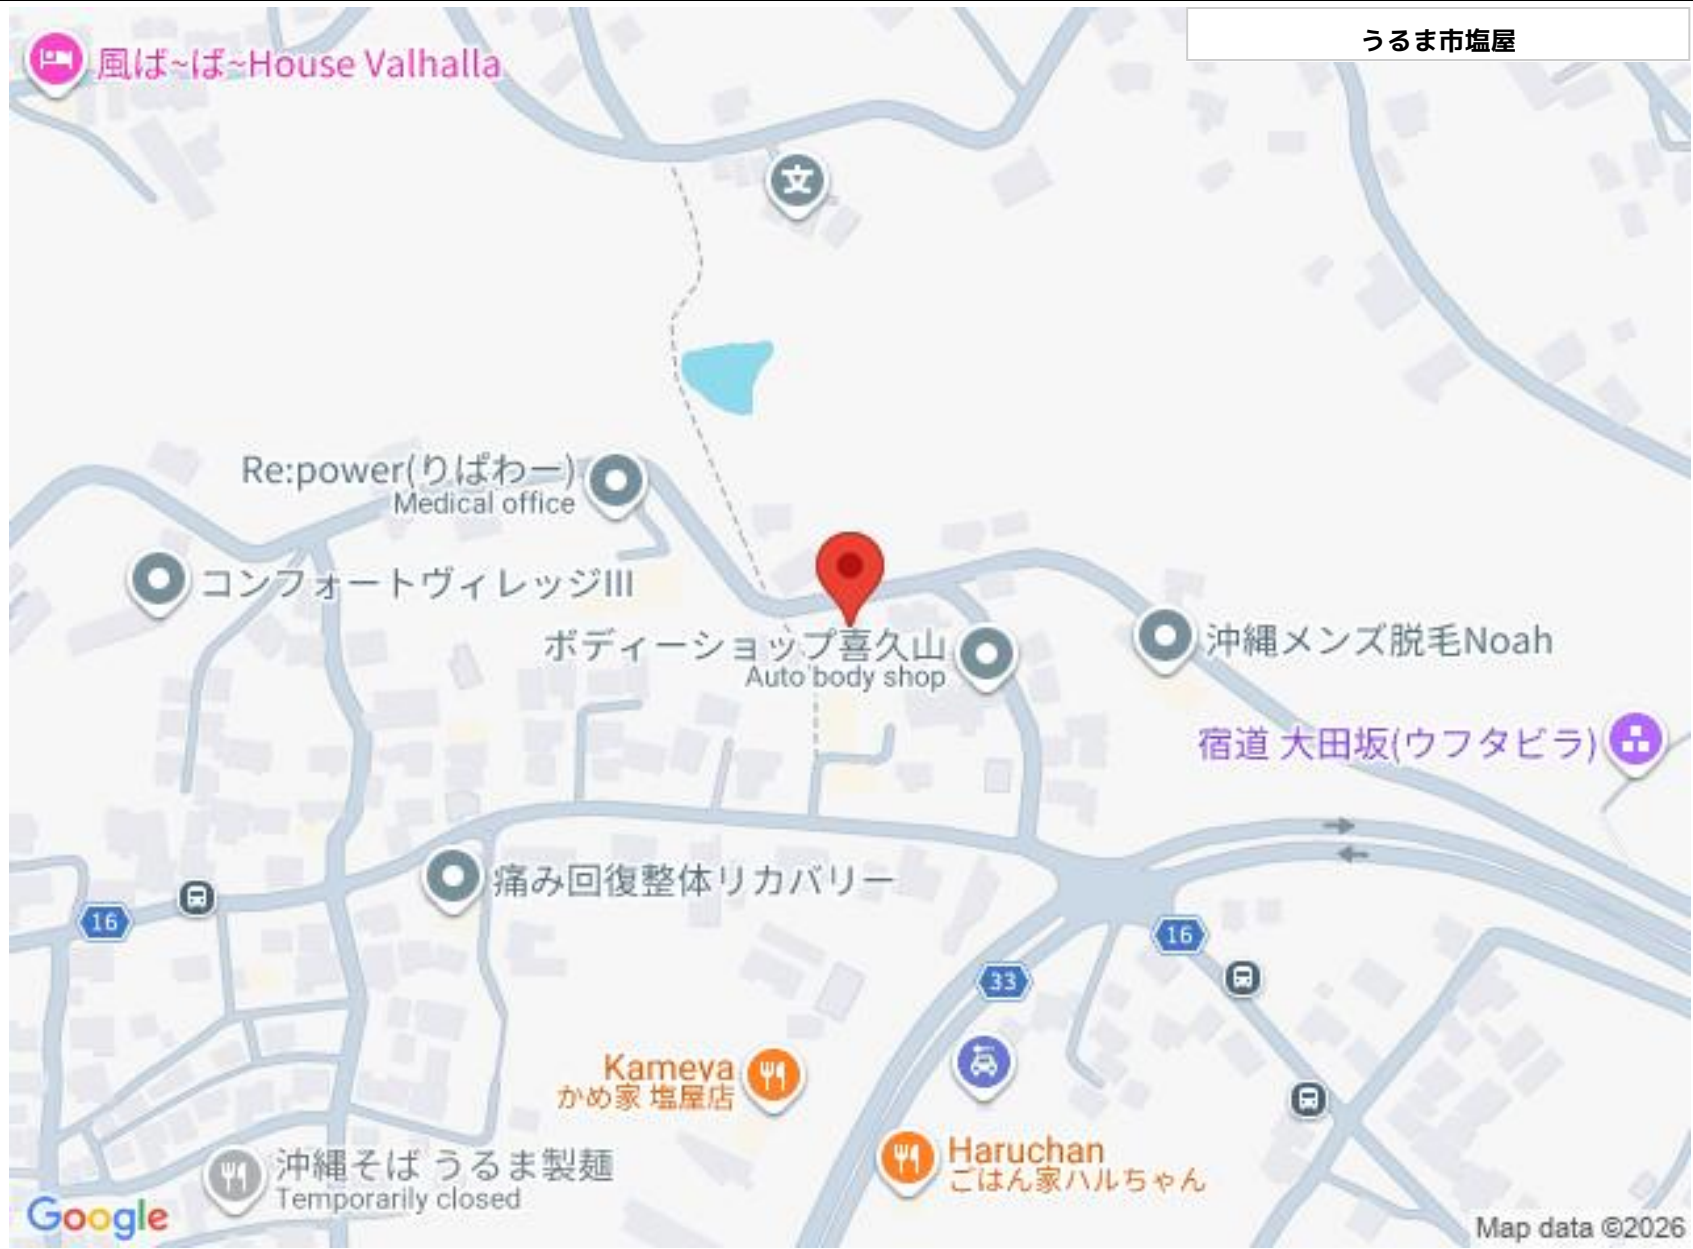 うるま市塩屋
風ば~ば~House Valhalla
文
Re:power(りぱわー)
Medical office
コンフォートヴィレッジIII
ボディーショップ喜久山
Auto body shop
沖縄メンズ脱毛Noah
宿道 大田坂(ウフタビラ)
痛み回復整体リカバリー
16
16
33
Kameya
かめ家 塩屋店
Haruchan
ごはん家ハルちゃん
沖縄そば うるま製麺
Temporarily closed
Google
Map data ©2026